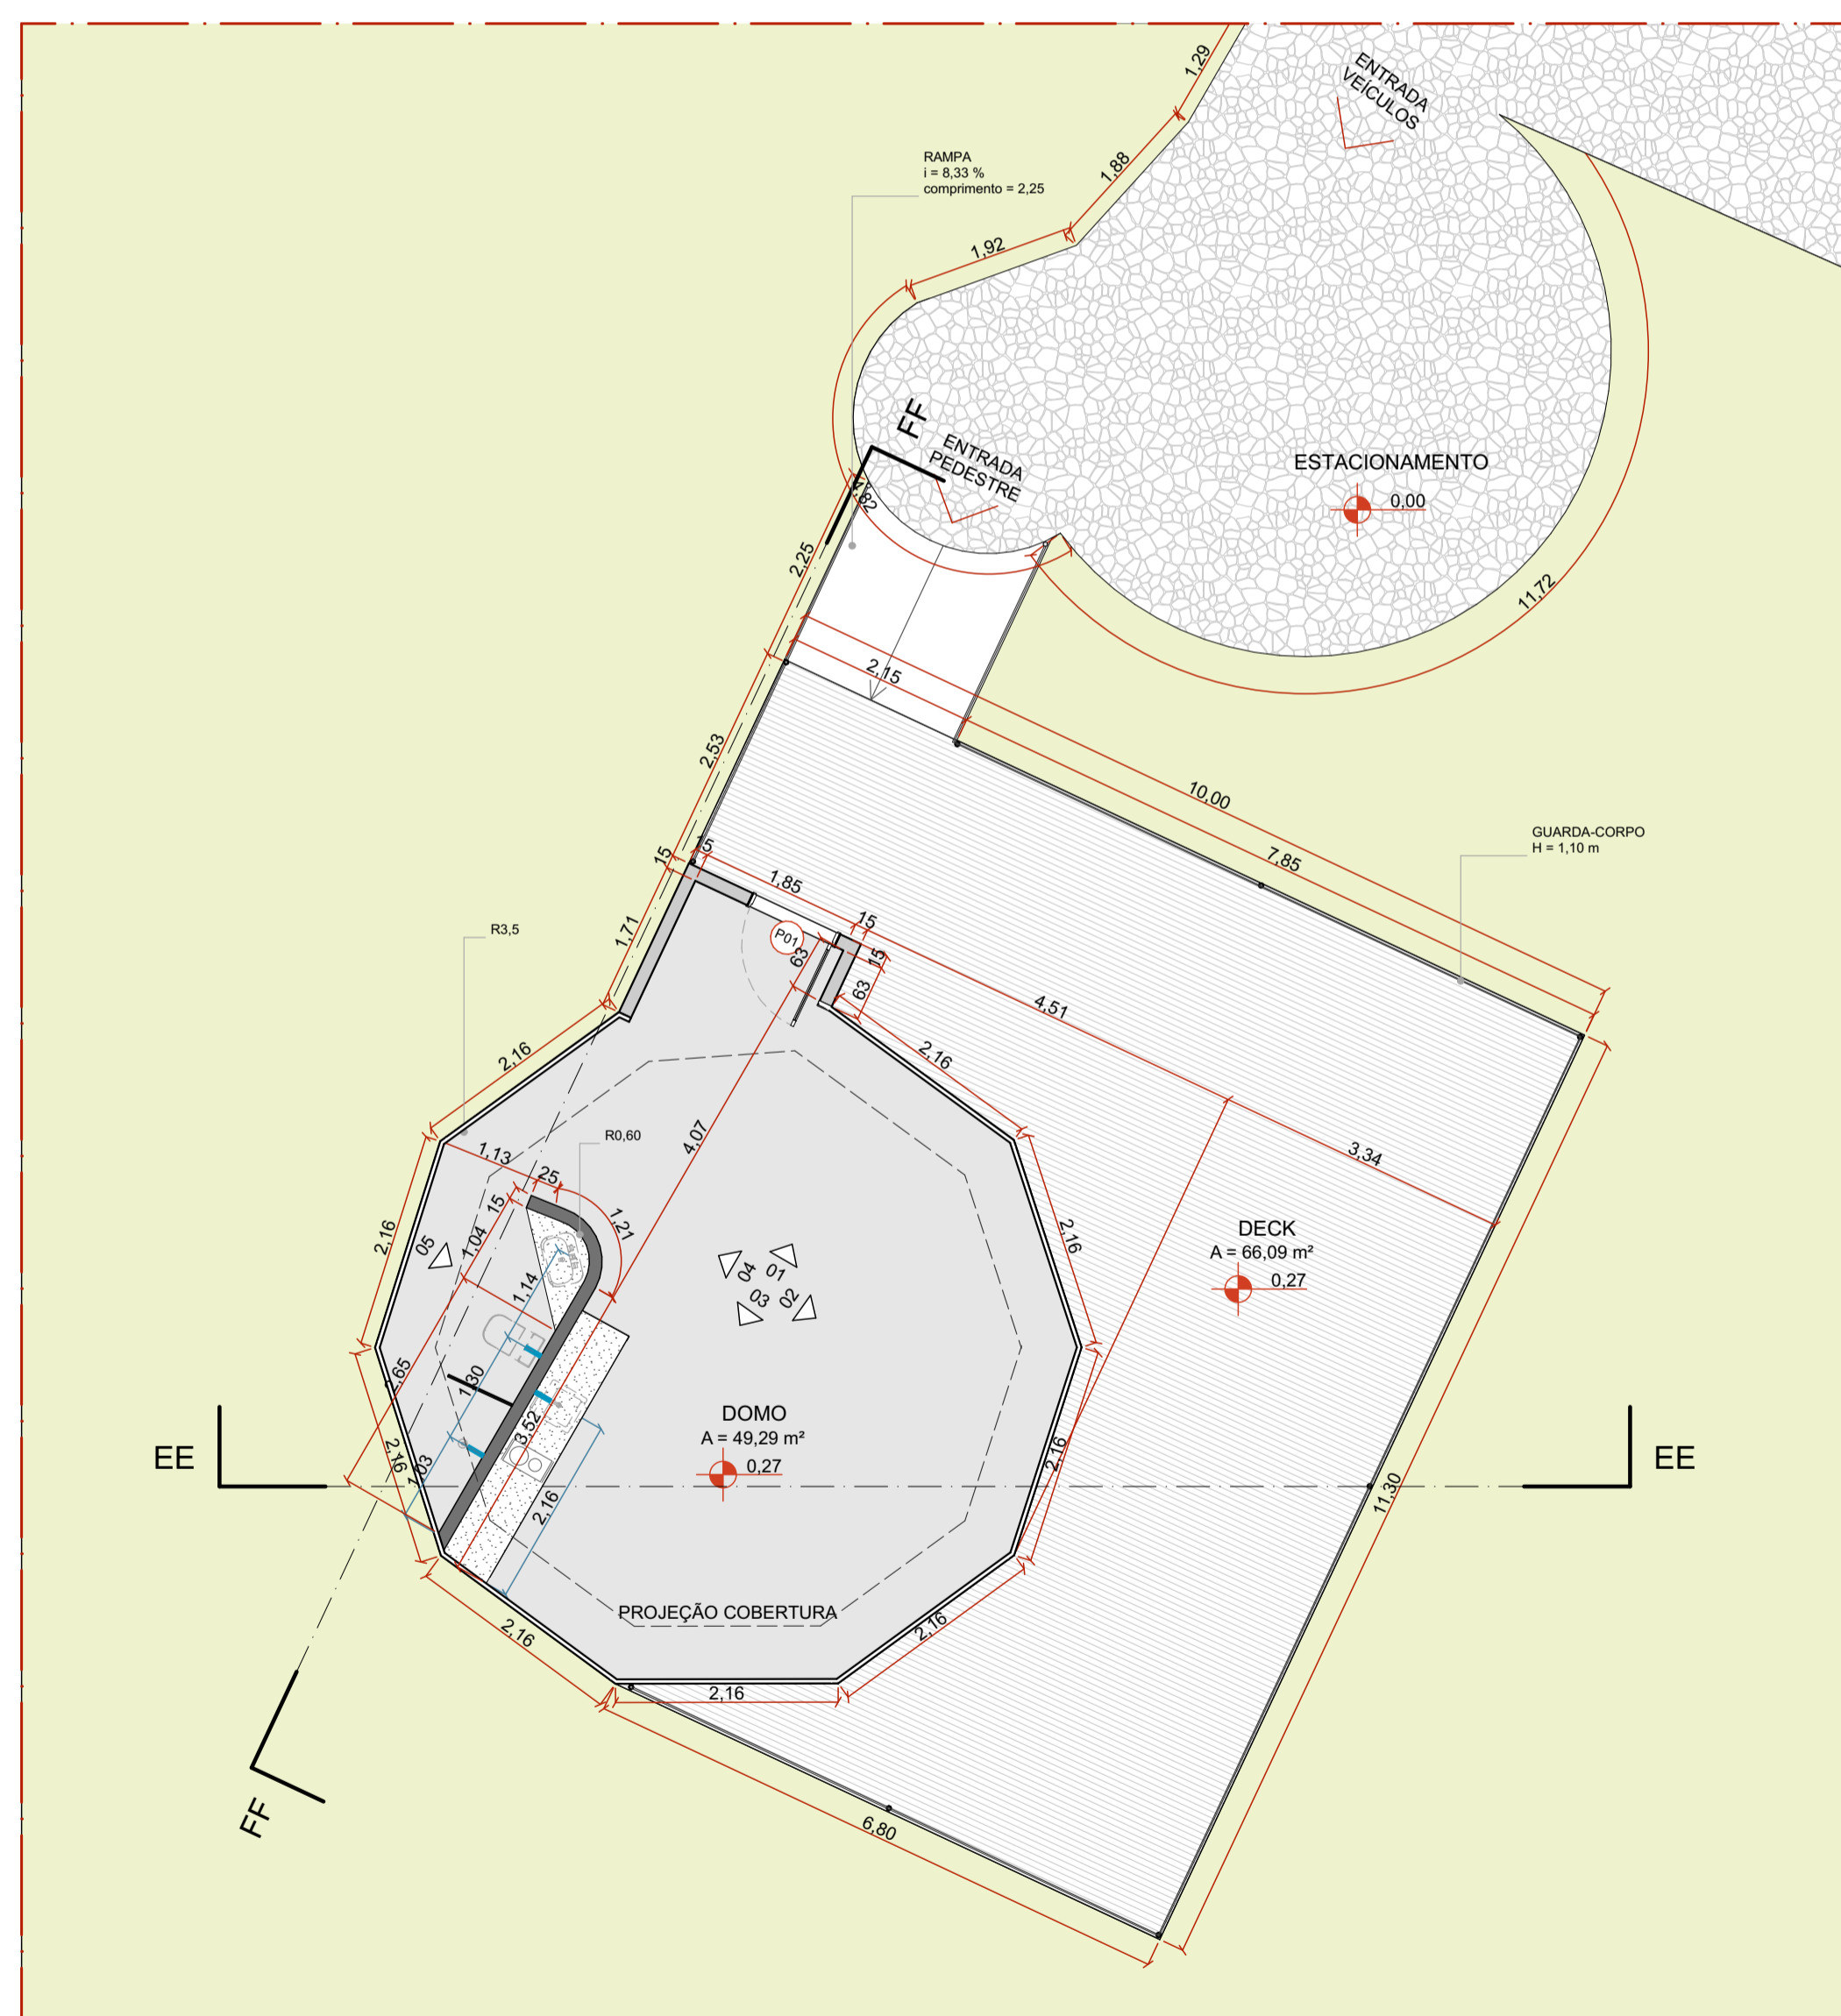 1,29
ENTRADA
VEÍCULOS
RAMPA
i = 8,33 %
comprimento = 2,25
1,88
1,92
FF
ENTRADA
PEDESTRE
ESTACIONAMENTO
0,00
2,25
11,72
2,15
2,53
10,00
7,85
GUARDA-CORPO
H = 1,10 m
15
15
1,85
15
P01
63
15
63
1,71
R3,5
4,51
2,16
2,16
R0,60
4,07
1,13
25
3,34
15
1,21
2,16
05
1,04
2,16
DECK
A = 66,09 m²
0,27
1,14
04
01
03
02
2,65
1,30
3,52
DOMO
A = 49,29 m²
0,27
2,16
1,03
2,16
2,16
EE
EE
11,30
PROJEÇÃO COBERTURA
2,16
2,16
2,16
FF
6,80